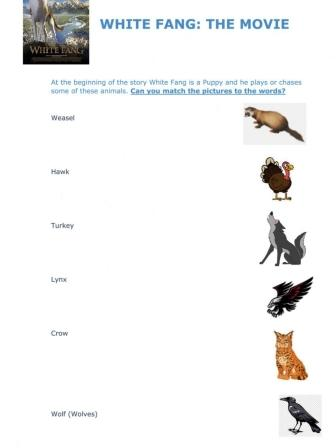 WHITE FANG
WHITE FANG: THE MOVIE
At the beginning of the story White Fang is a Puppy and he plays or chases
some of these animals. Can you match the pictures to the words?
Weasel
Hawk
Turkey
Lynx
Crow
Wolf (Wolves)